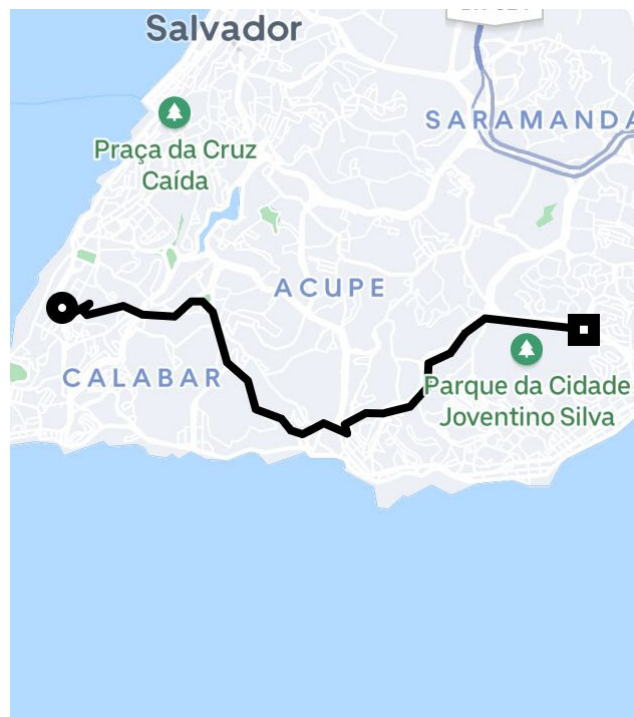 Salvador
SARAMANDA
Praça da Cruz
Caída
ACUPE
CALABAR
Parque da Cidade
Joventino Silva